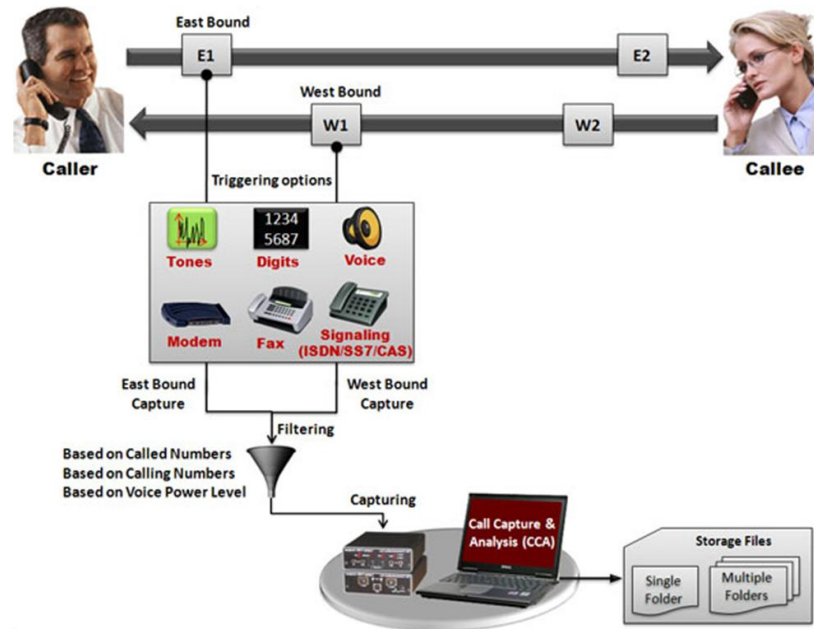 East Bound
E1
E2
West Bound
W1
W2
Caller
Callee
Triggering options
1234
5687
Tones
Digits
Voice
Modem
Fax
Signaling
(ISDN/SS7/CAS)
East Bound
Capture
West Bound
Capture
Filtering
Based on Called Numbers
Based on Calling Numbers
Based on Voice Power Level
Capturing
Call Capture &
Analysis (CCA)
Storage Files
Single
Folder
Multiple
Folders